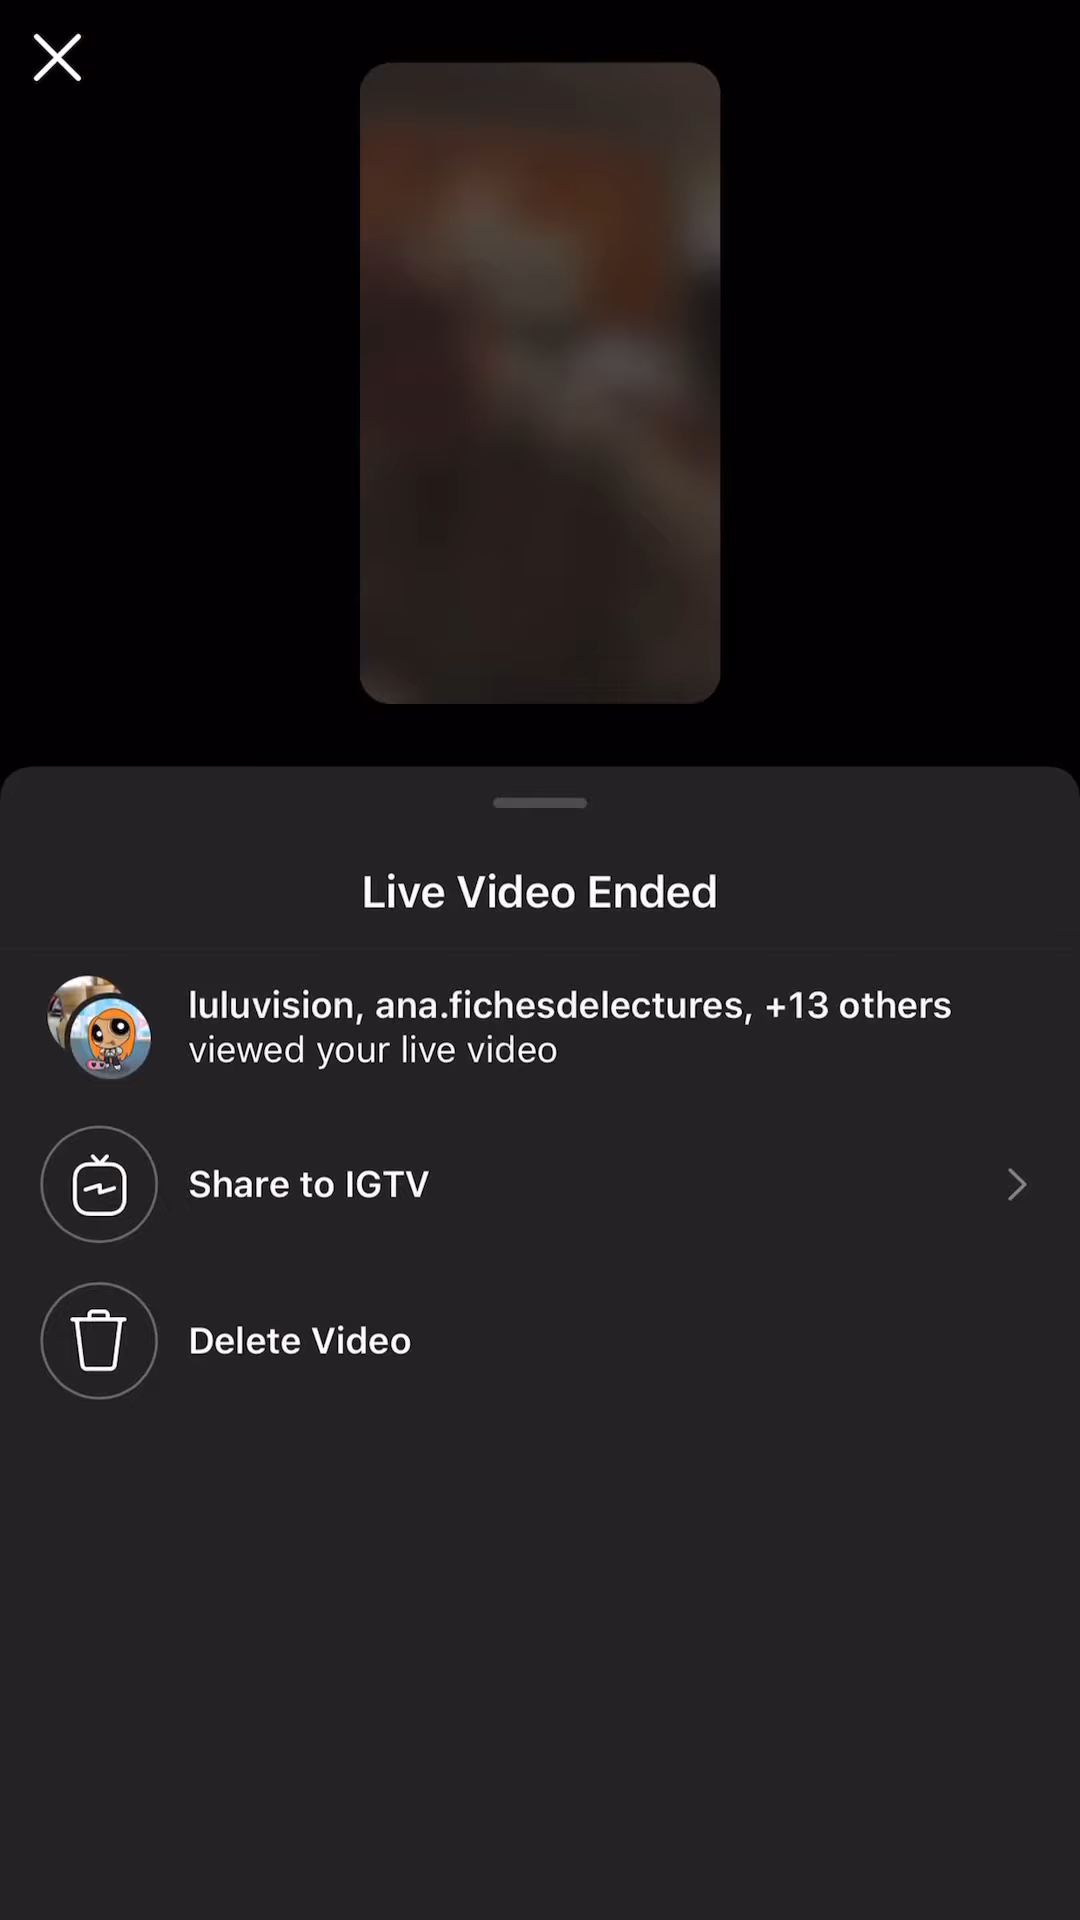 Live Video Ended
luluvision, ana.fichesdelectures, +13 others
viewed your live video
Share to IGTV
Delete Video